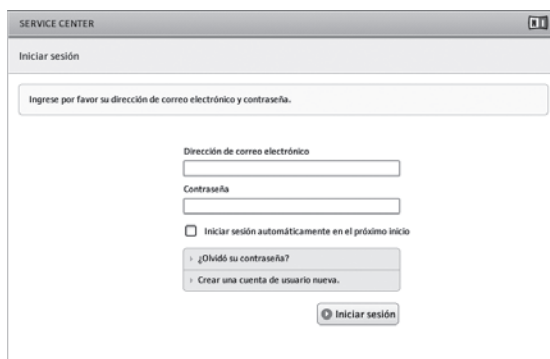 SERVICE CENTER
Iniciar sesión
Ingrese por favor su dirección de correo electrónico y contraseña.
Dirección de correo electrónico
Contraseña
Iniciar sesión automáticamente en el próximo inicio
¿Olvidó su contraseña?
Crear una cuenta de usuario nueva.
Iniciar sesión